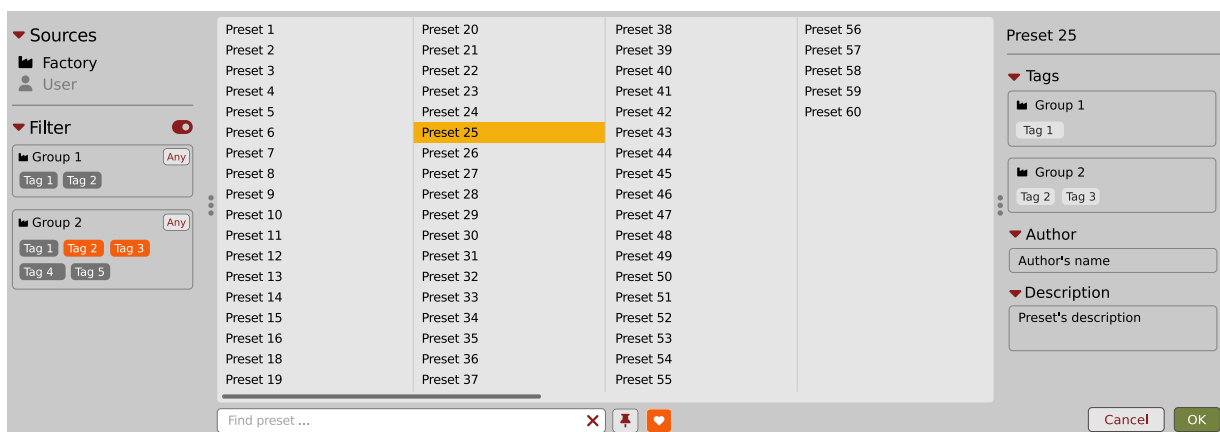 Sources
Factory
User
Filter
Group 1
Any
Tag 1 Tag 2
Group 2
Any
Tag 1 Tag 2 Tag 3
Tag 4 Tag 5
Preset 1
Preset 2
Preset 3
Preset 4
Preset 5
Preset 6
Preset 7
Preset 8
Preset 9
Preset 10
Preset 11
Preset 12
Preset 13
Preset 14
Preset 15
Preset 16
Preset 18
Preset 19
Preset 20
Preset 21
Preset 22
Preset 23
Preset 24
Preset 25
Preset 26
Preset 27
Preset 28
Preset 29
Preset 30
Preset 31
Preset 32
Preset 33
Preset 34
Preset 35
Preset 36
Preset 37
Preset 38
Preset 39
Preset 40
Preset 41
Preset 42
Preset 43
Preset 44
Preset 45
Preset 46
Preset 47
Preset 48
Preset 49
Preset 50
Preset 51
Preset 52
Preset 53
Preset 54
Preset 55
Preset 56
Preset 57
Preset 58
Preset 59
Preset 60
Find preset ...
Preset 25
Tags
Group 1
Tag 1
Group 2
Tag 2 Tag 3
Author
Author's name
Description
Preset's description
Cancel
OK